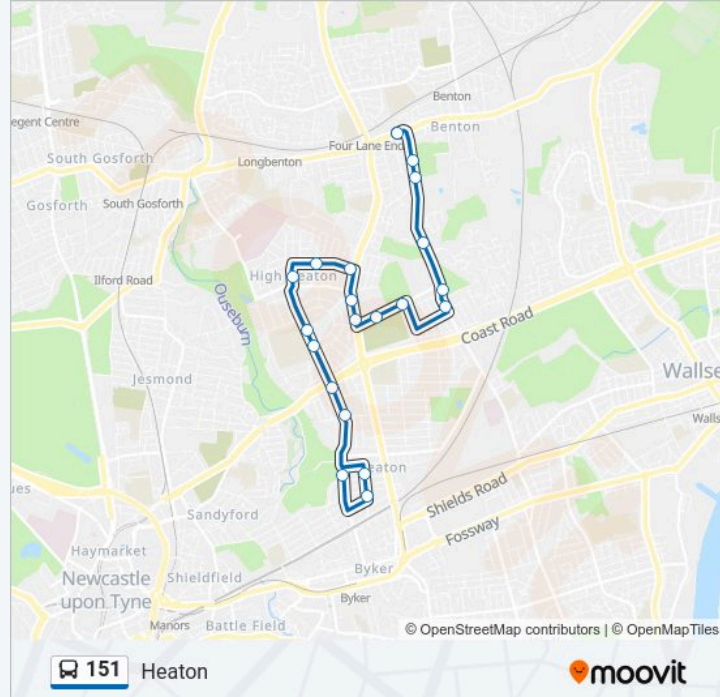 Benton
egent Centre
Benton
Four Lane End
South Gosforth
Longbenton
Gosforth
South Gosforth
High Heaton
Ilford Road
Ouseburn
Coast Road
Wallse
Jesmond
Walls
eaton
Shields Road
ues
Sandyford
Fossway
Haymarket
Byker
Newcastle
upon Tyne
Shieldfield
Byker
Manors
Battle Field
© OpenStreetMap contributors | © OpenMapTiles
151 Heaton
moovit